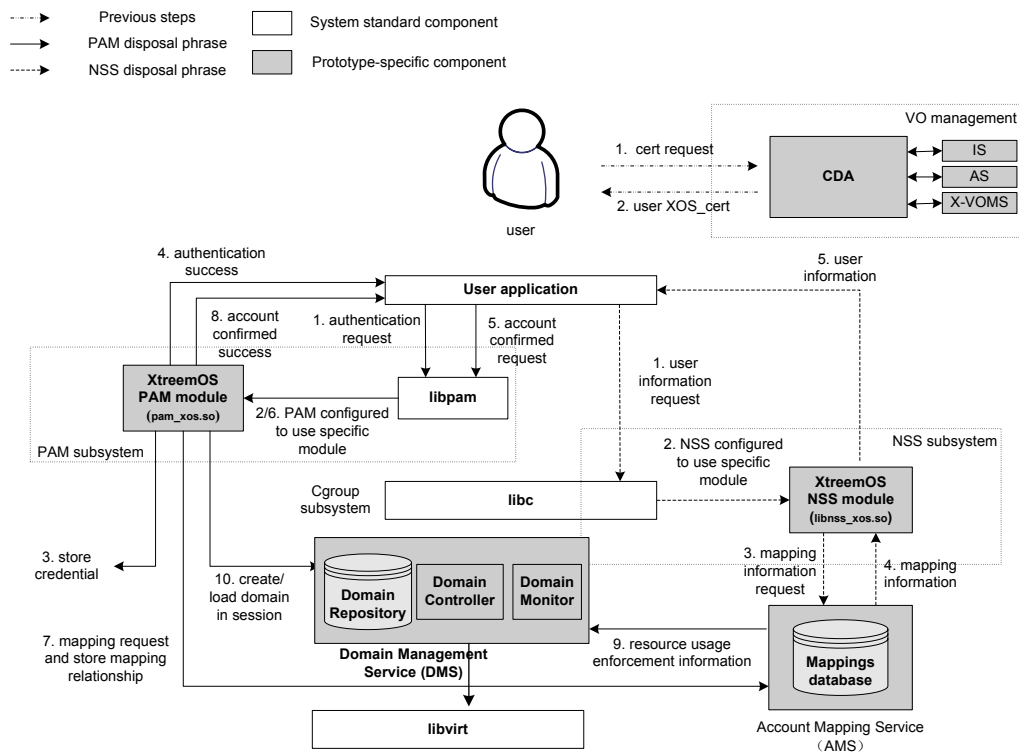 Previous steps
PAM disposal phrase
NSS disposal phrase
System standard component
Prototype-specific component
VO management
1. cert request
2. user XOS_cert
CDA
IS
AS
X-VOMS
user
4. authentication
success
5. user
information
User application
8. account
confirmed
success
1. authentication
request
5. account
confirmed
request
1. user
information
request
XtreemOS
PAM module
(pam_xos.so)
libpam
2/6. PAM configured
to use specific
module
PAM subsystem
NSS subsystem
2. NSS configured
to use specific
module
XtreemOS
NSS module
(libnss_xos.so)
Cgroup
subsystem
libc
3. store
credential
10. create/
load domain
in session
Domain
Repository
Domain
Controller
Domain
Monitor
3. mapping
information
request
4. mapping
information
7. mapping request
and store mapping
relationship
Domain Management
Service (DMS)
9. resource usage
enforcement information
Mappings
database
libvirt
Account Mapping Service
（AMS）